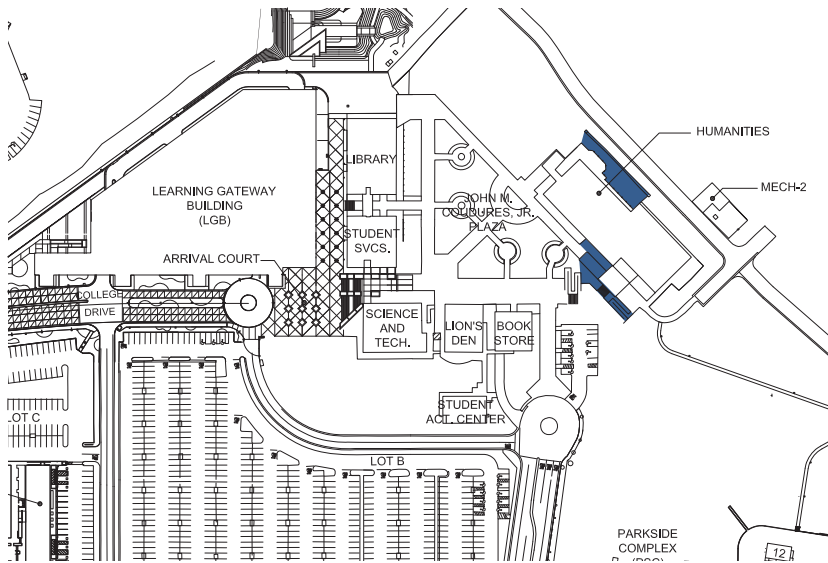 HUMANITIES
MECH-2
LIBRARY
LEARNING GATEWAY
BUILDING
(LGB)
JOHN M.
COUDURES, JR.
PLAZA
STUDENT
SVCS.
ARRIVAL COURT
COLLEGE
DRIVE
SCIENCE
AND
TECH.
LION'S
DEN
BOOK
STORE
STUDENT
ACT. CENTER
LOT C
LOT B
PARKSIDE
COMPLEX
(PSC)
12